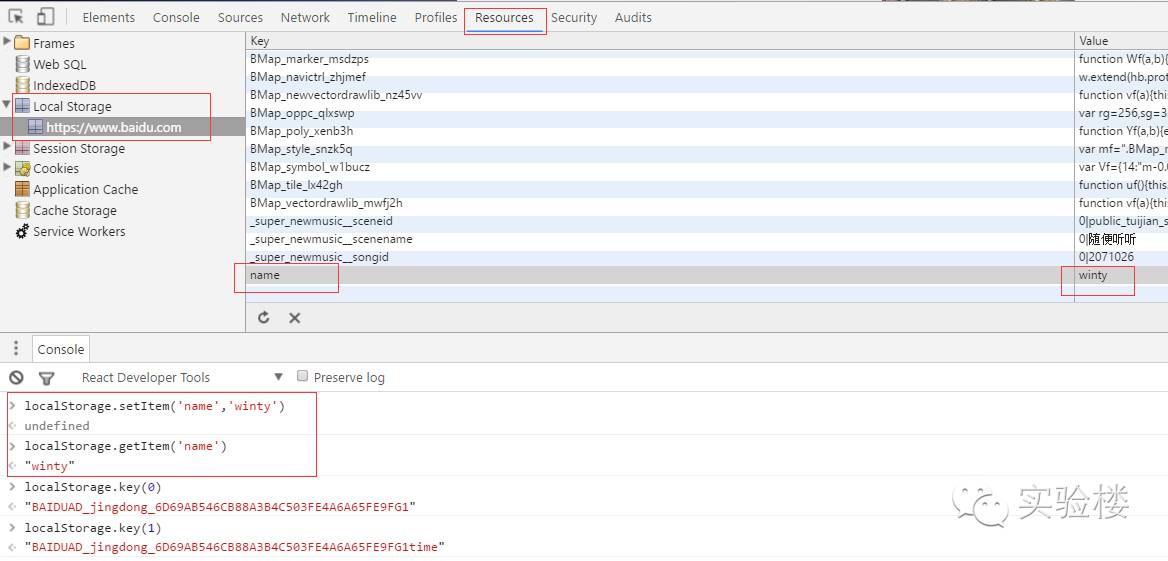 Elements Console Sources Network Timeline Profiles Resources Security Audits
Frames
Web SQL
IndexedDB
Local Storage
https://www.baidu.com
Session Storage
Cookies
Application Cache
Cache Storage
Service Workers
Key Value
BMap_marker_msdzps function Wf(a,b){
BMap_navictrl_zhjmef w.extend(hb.prot
BMap_newvectordrawlib_nz45vv function vf(a){this
BMap_oppc_qlxswp var rg=256,sg=3
BMap_poly_xenb3h function Yf(a,b){e
BMap_style_snzk5q var mf=".BMap_n
BMap_symbol_w1bucz var Vf={14:"m-0.
BMap_tile_lx42gh function uf(){this.
BMap_vectordrawlib_mwfj2h function vf(a){this
_super_newmusic__sceneid 0|public_tuijian_s
_super_newmusic__scenename 0|随便听听
_super_newmusic__songid 0|2071026
name winty
Console
React Developer Tools Preserve log
localStorage.setItem('name','winty')
undefined
localStorage.getItem('name')
"winty"
localStorage.key(0)
"BAIDUAD_jingdong_6D69AB546CB88A3B4C503FE4A6A65FE9FG1"
localStorage.key(1)
"BAIDUAD_jingdong_6D69AB546CB88A3B4C503FE4A6A65FE9FG1time"
实验楼